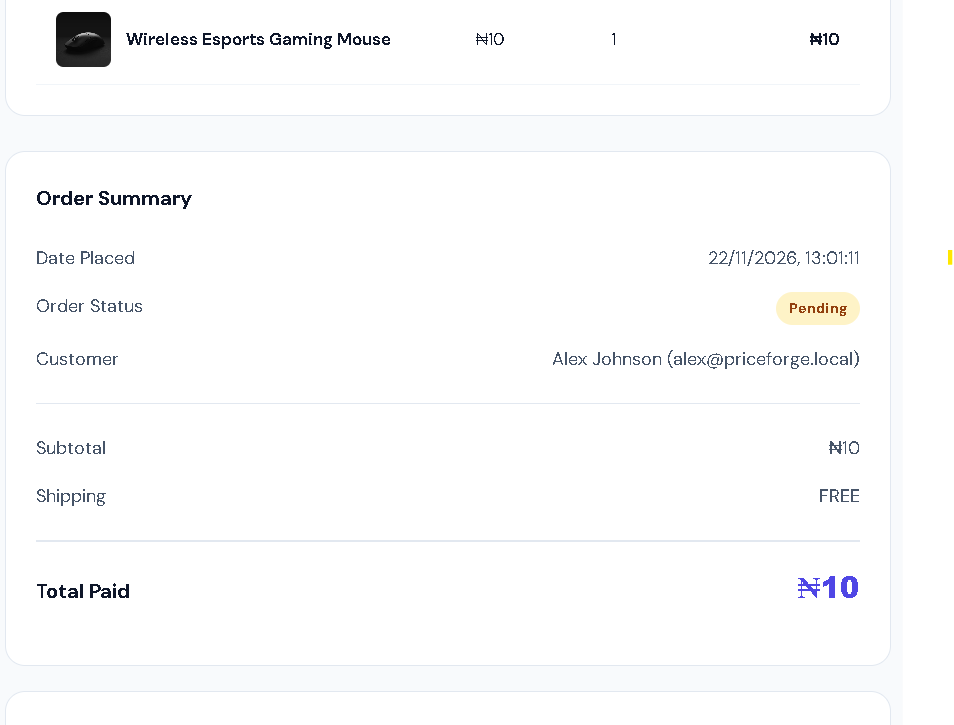 Wireless Esports Gaming Mouse ₦10 1 ₦10
Order Summary
Date Placed 22/11/2026, 13:01:11
Order Status Pending
Customer Alex Johnson (alex@priceforge.local)
Subtotal ₦10
Shipping FREE
Total Paid ₦10